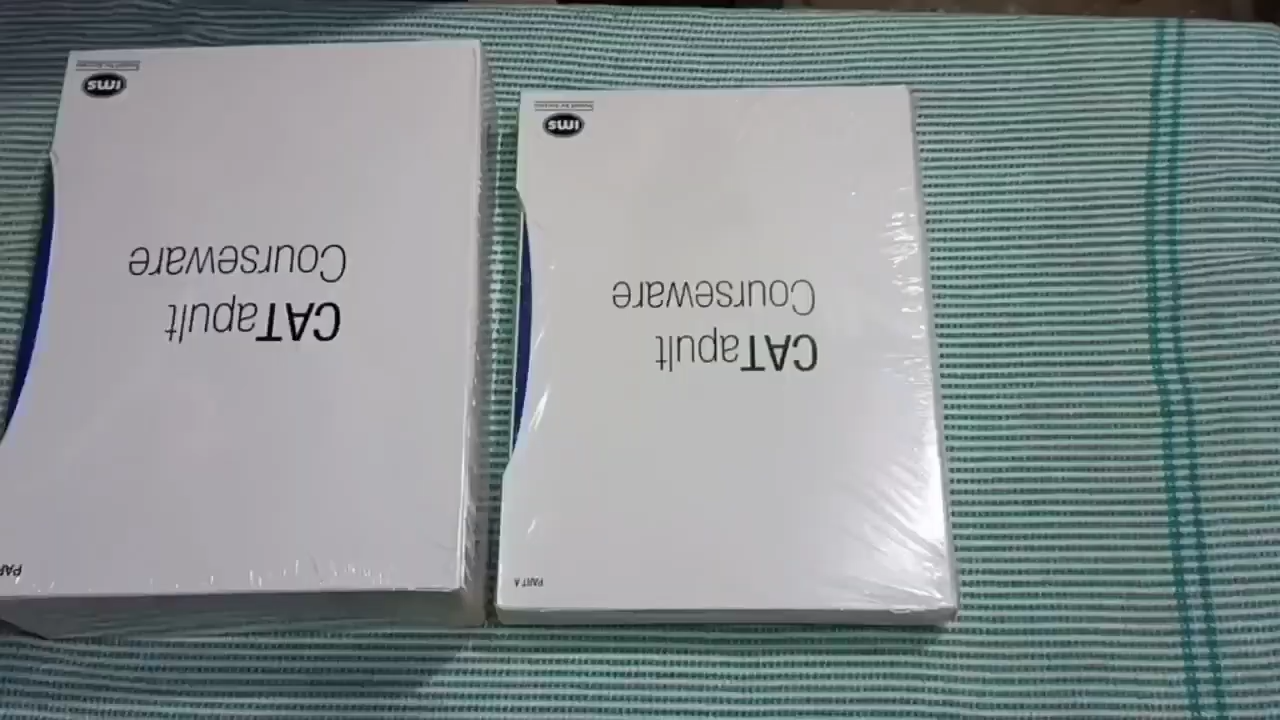 CATapult
Courseware
ims
CATapult
Courseware
PART A
ims